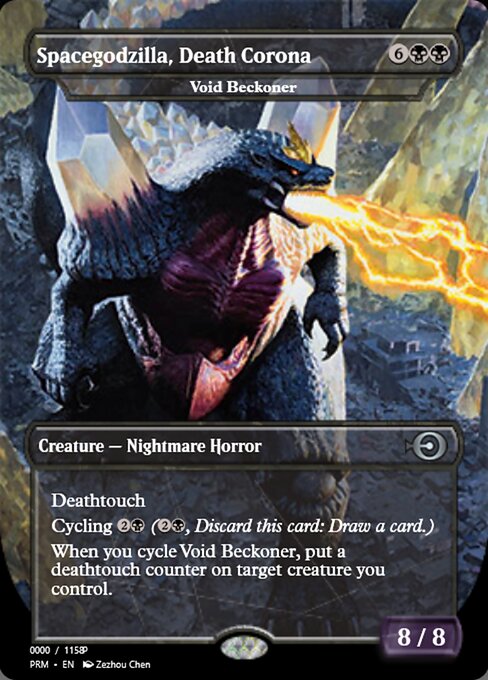 Spacegodzilla, Death Corona 6
Void Beckoner
Creature — Nightmare Horror
Deathtouch
Cycling 2 (2, Discard this card: Draw a card.)
When you cycle Void Beckoner, put a
deathtouch counter on target creature you
control.
8/8
0000 / 1158P
PRM • EN Zezhou Chen